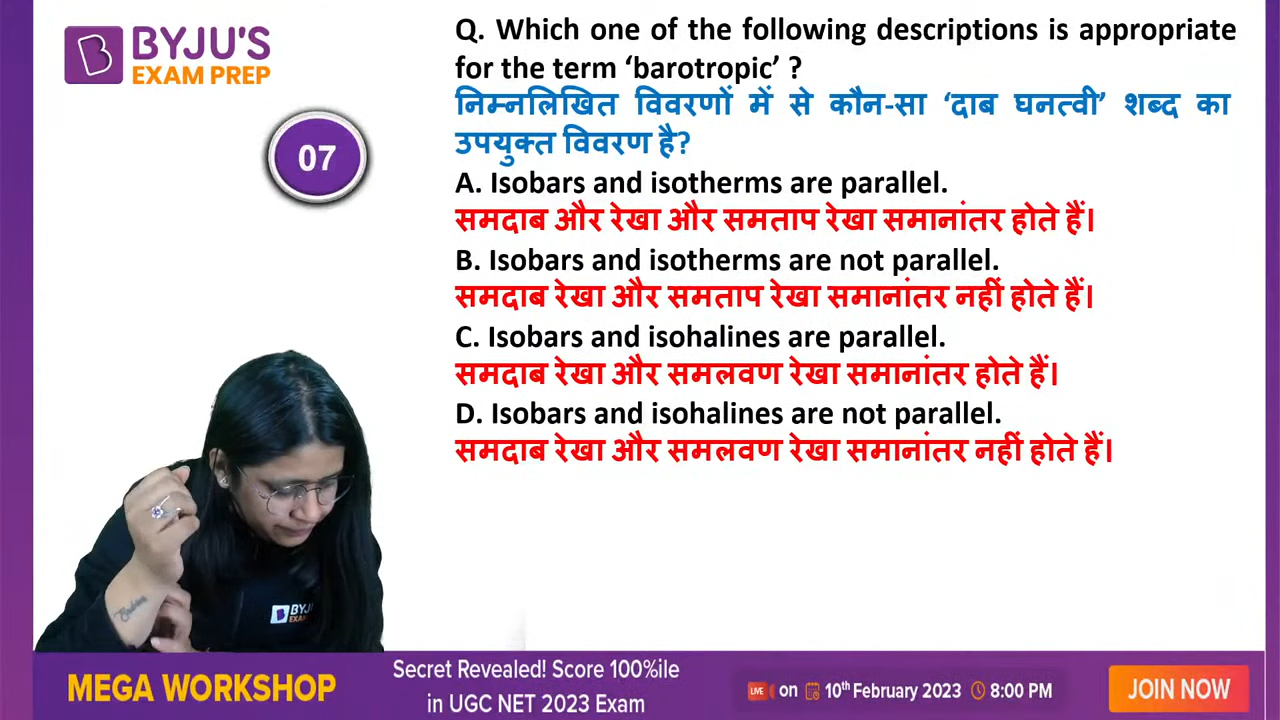 BYJU'S
EXAM PREP
07
Q. Which one of the following descriptions is appropriate
for the term ‘barotropic’ ?
निम्नलिखित विवरणों में से कौन-सा ‘दाब घनत्वी’ शब्द का
उपयुक्त विवरण है?
A. Isobars and isotherms are parallel.
समदाब और रेखा और समताप रेखा समानांतर होते हैं।
B. Isobars and isotherms are not parallel.
समदाब रेखा और समताप रेखा समानांतर नहीं होते हैं।
C. Isobars and isohalines are parallel.
समदाब रेखा और समलवण रेखा समानांतर होते हैं।
D. Isobars and isohalines are not parallel.
समदाब रेखा और समलवण रेखा समानांतर नहीं होते हैं।
MEGA WORKSHOP
Secret Revealed! Score 100%ile
in UGC NET 2023 Exam
LIVE on 10th February 2023 8:00 PM
JOIN NOW